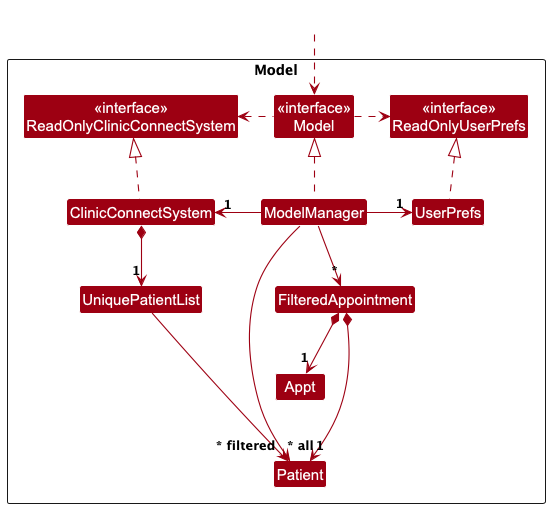 Model
«interface»
ReadOnlyClinicConnectSystem
«interface»
Model
«interface»
ReadOnlyUserPrefs
ClinicConnectSystem
1
ModelManager
1
UserPrefs
1
*
UniquePatientList
FilteredAppointment
1
Appt
* filtered
* all
1
Patient